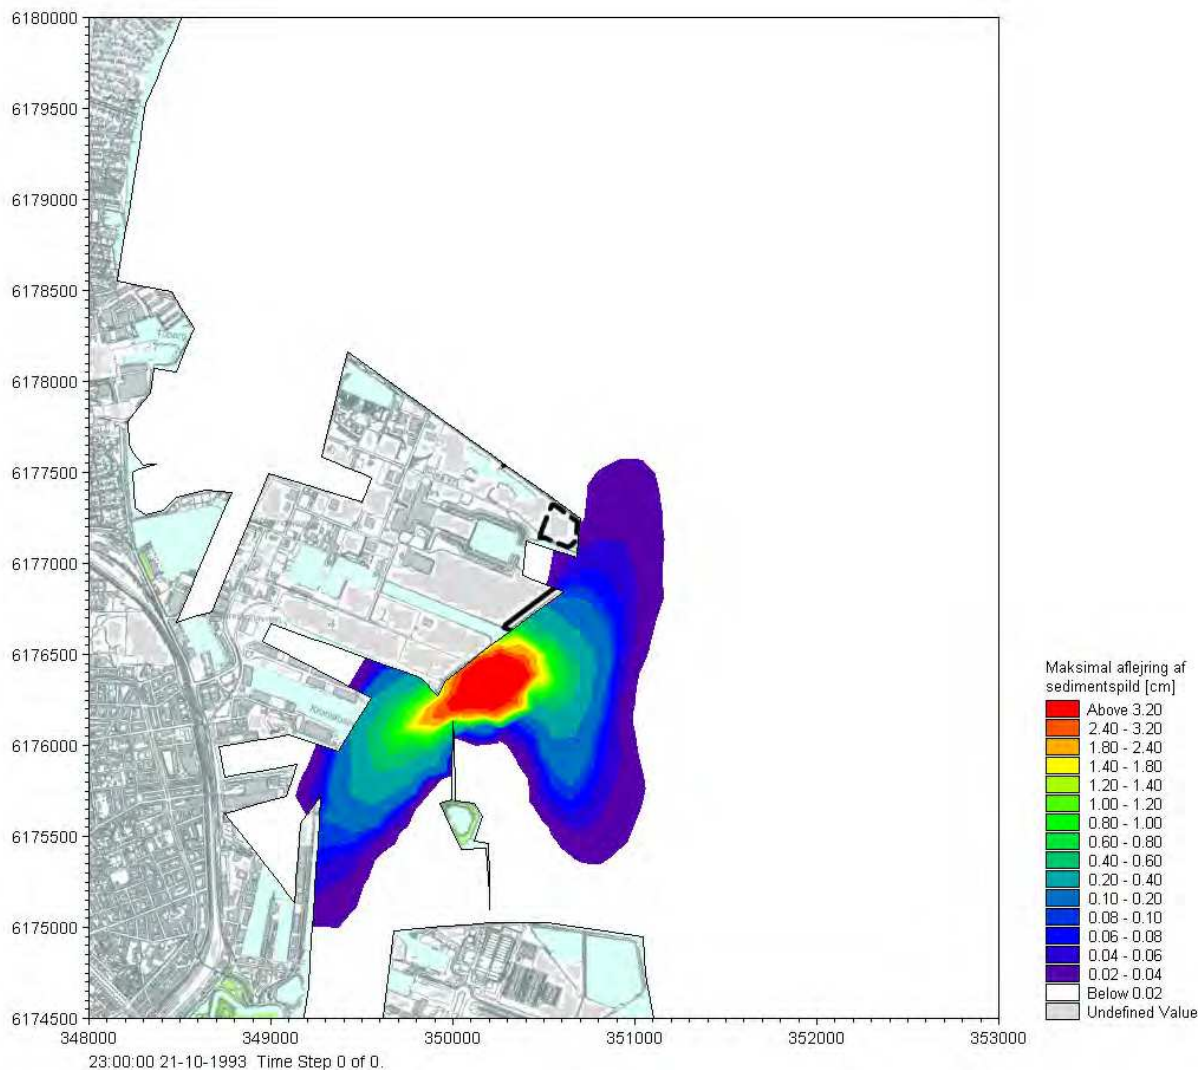 6180000
6179500
6179000
6178500
6178000
6177500
6177000
6176500
6176000
6175500
6175000
6174500
348000
349000
350000
351000
352000
353000
23:00:00 21-10-1993 Time Step 0 of 0.
Maksimal aflejring af
sedimentspild [cm]
Above 3.20
2.40 - 3.20
1.80 - 2.40
1.40 - 1.80
1.20 - 1.40
1.00 - 1.20
0.80 - 1.00
0.60 - 0.80
0.40 - 0.60
0.20 - 0.40
0.10 - 0.20
0.08 - 0.10
0.06 - 0.08
0.04 - 0.06
0.02 - 0.04
Below 0.02
Undefined Value